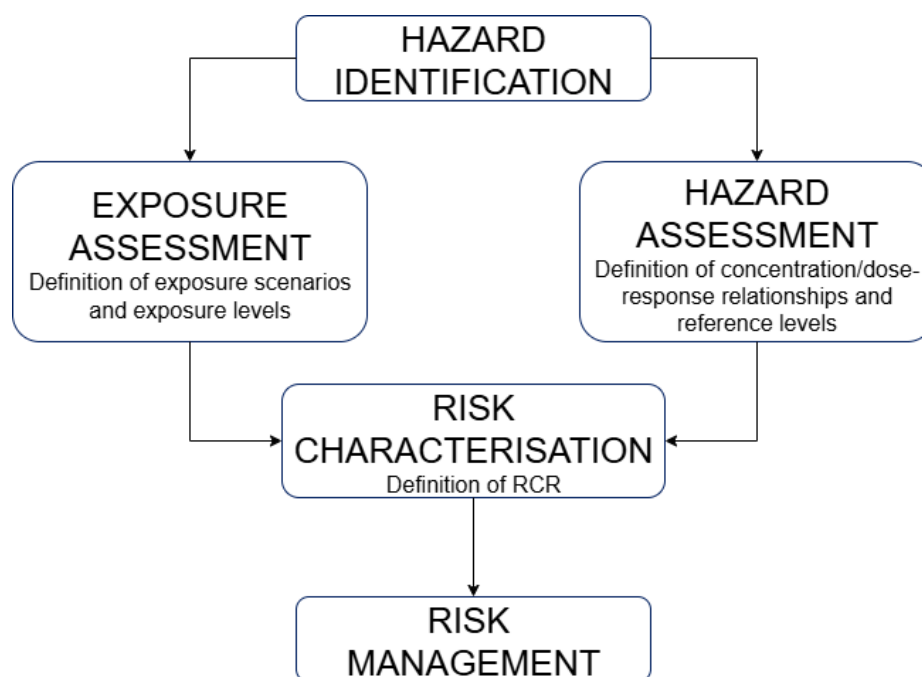 HAZARD
IDENTIFICATION
EXPOSURE
ASSESSMENT
Definition of exposure scenarios
and exposure levels
HAZARD
ASSESSMENT
Definition of concentration/dose-
response relationships and
reference levels
RISK
CHARACTERISATION
Definition of RCR
RISK
MANAGEMENT